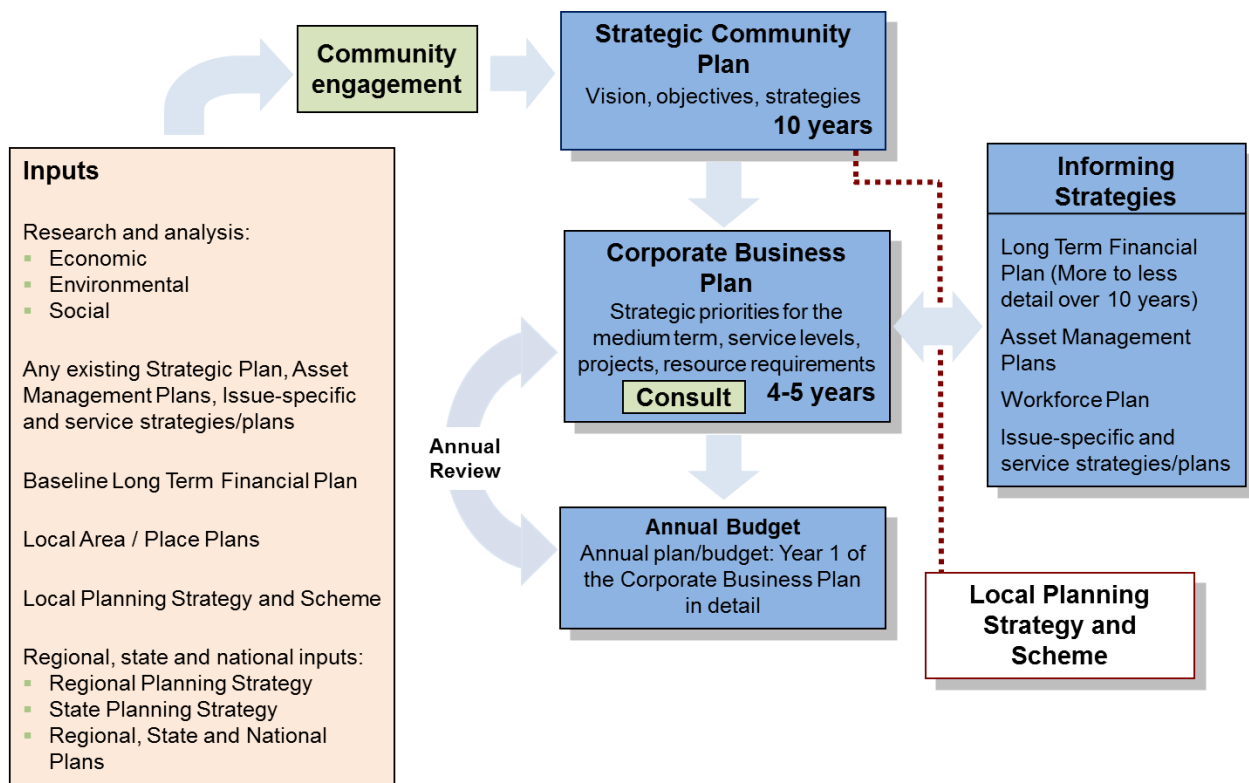 Community
engagement
Strategic Community
Plan
Vision, objectives, strategies
10 years
Inputs
Research and analysis:
Economic
Environmental
Social
Any existing Strategic Plan, Asset
Management Plans, Issue-specific
and service strategies/plans
Baseline Long Term Financial Plan
Local Area / Place Plans
Local Planning Strategy and Scheme
Regional, state and national inputs:
Regional Planning Strategy
State Planning Strategy
Regional, State and National
Plans
Corporate Business
Plan
Strategic priorities for the
medium term, service levels,
projects, resource requirements
Consult 4-5 years
Annual
Review
Annual Budget
Annual plan/budget: Year 1 of
the Corporate Business Plan
in detail
Informing
Strategies
Long Term Financial
Plan (More to less
detail over 10 years)
Asset Management
Plans
Workforce Plan
Issue-specific and
service strategies/plans
Local Planning
Strategy and
Scheme